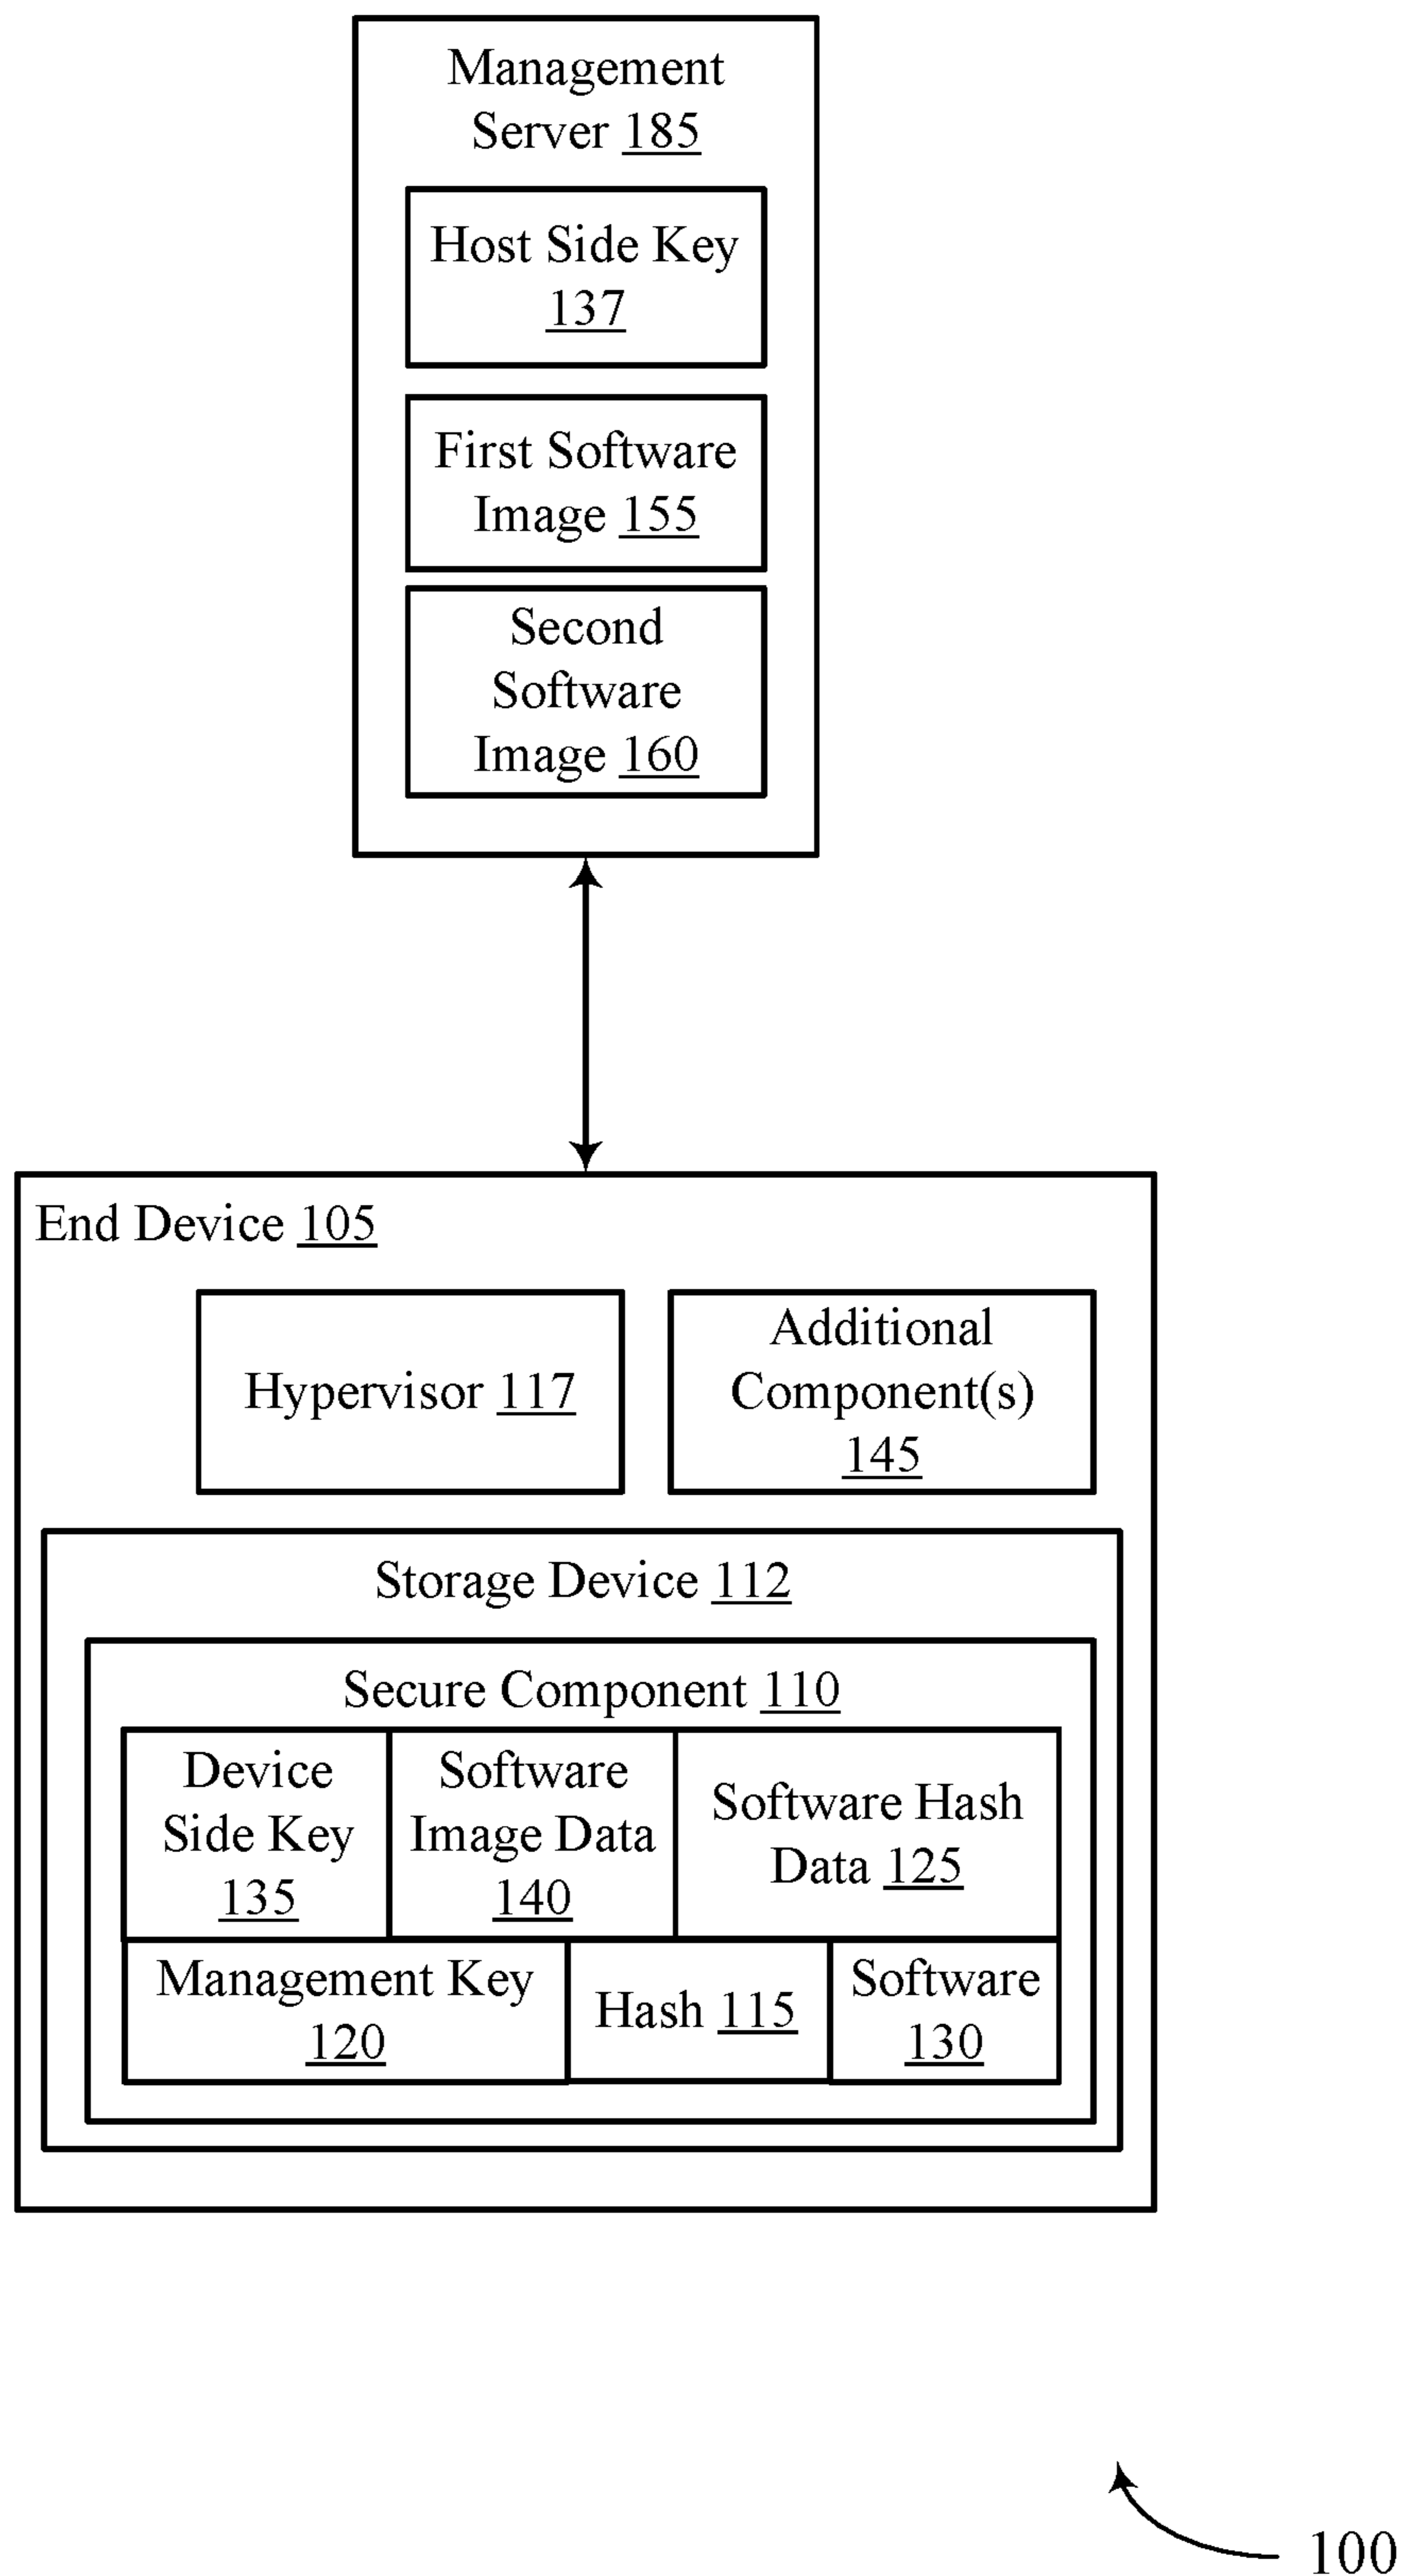 Management
Server 185
Host Side Key
137
First Software
Image 155
Second
Software
Image 160
End Device 105
Hypervisor 117
Additional
Component(s)
145
Storage Device 112
Secure Component 110
Device
Side Key
135
Software
Image Data
140
Software Hash
Data 125
Management Key
120
Hash 115
Software
130
100